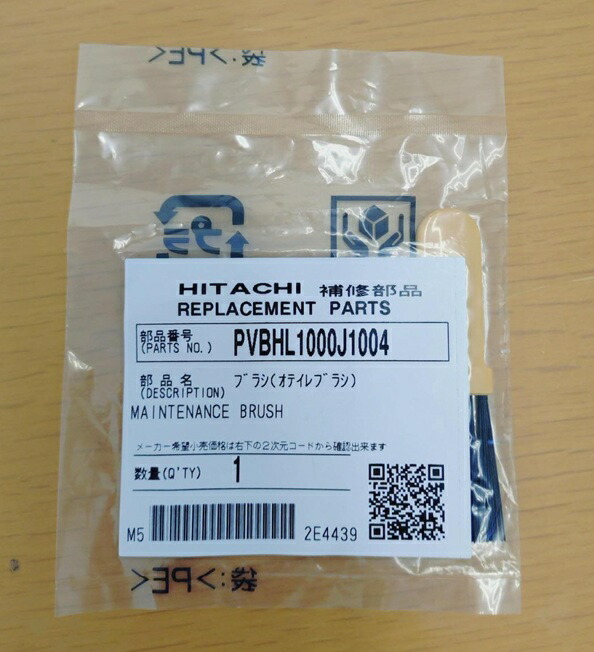 袋:>PE<
プラ
HITACHI 補修部品
REPLACEMENT PARTS
部品番号
(PARTS NO.) PVBHL1000J1004
部品名 ブラシ(オテイレブラシ)
(DESCRIPTION)
MAINTENANCE BRUSH
メーカー希望小売価格は右下の2次元コードから確認出来ます
数量(Q'TY) 1
M5 2E4439
袋:>PE<